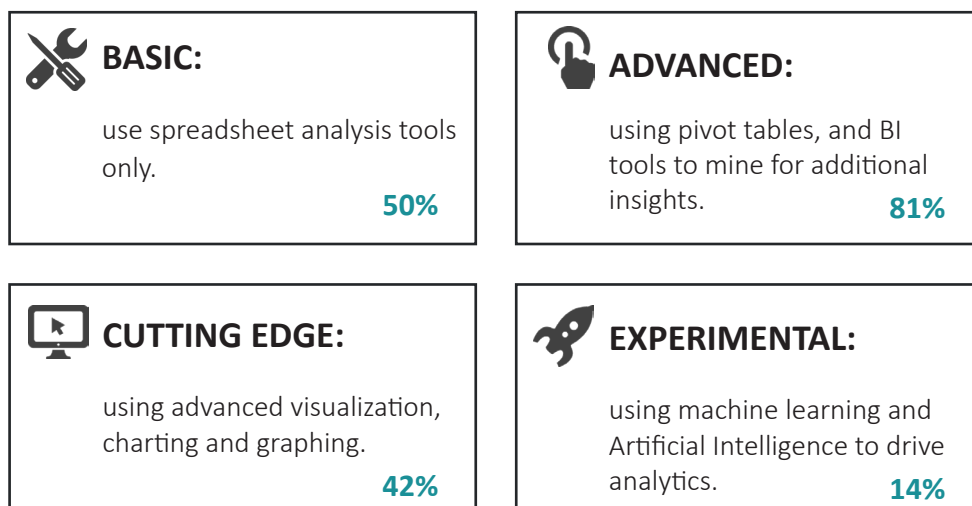 BASIC:
use spreadsheet analysis tools
only.
50%
ADVANCED:
using pivot tables, and BI
tools to mine for additional
insights.
81%
CUTTING EDGE:
using advanced visualization,
charting and graphing.
42%
EXPERIMENTAL:
using machine learning and
Artificial Intelligence to drive
analytics.
14%